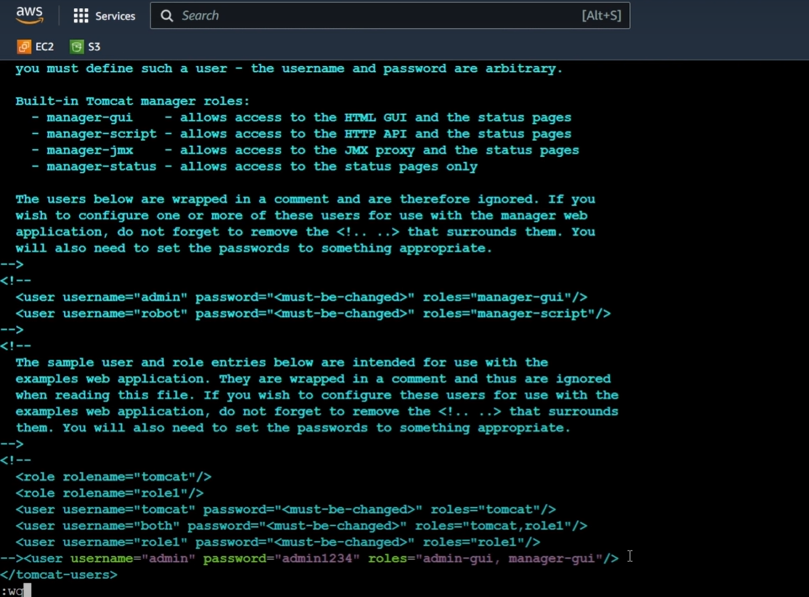 aws
Services
Search
[Alt+S]
EC2
S3
you must define such a user - the username and password are arbitrary.
Built-in Tomcat manager roles:
- manager-gui    - allows access to the HTML GUI and the status pages
- manager-script - allows access to the HTTP API and the status pages
- manager-jmx    - allows access to the JMX proxy and the status pages
- manager-status - allows access to the status pages only
The users below are wrapped in a comment and are therefore ignored. If you
wish to configure one or more of these users for use with the manager web
application, do not forget to remove the <!.. ..> that surrounds them. You
will also need to set the passwords to something appropriate.
-->
<!--
<user username="admin" password="<must-be-changed>" roles="manager-gui"/>
<user username="robot" password="<must-be-changed>" roles="manager-script"/>
-->
<!--
The sample user and role entries below are intended for use with the
examples web application. They are wrapped in a comment and thus are ignored
when reading this file. If you wish to configure these users for use with the
examples web application, do not forget to remove the <!.. ..> that surrounds
them. You will also need to set the passwords to something appropriate.
-->
<!--
<role rolename="tomcat"/>
<role rolename="role1"/>
<user username="tomcat" password="<must-be-changed>" roles="tomcat"/>
<user username="both" password="<must-be-changed>" roles="tomcat,role1"/>
<user username="role1" password="<must-be-changed>" roles="role1"/>
--><user username="admin" password="admin1234" roles="admin-gui, manager-gui"/>
</tomcat-users>
:wq